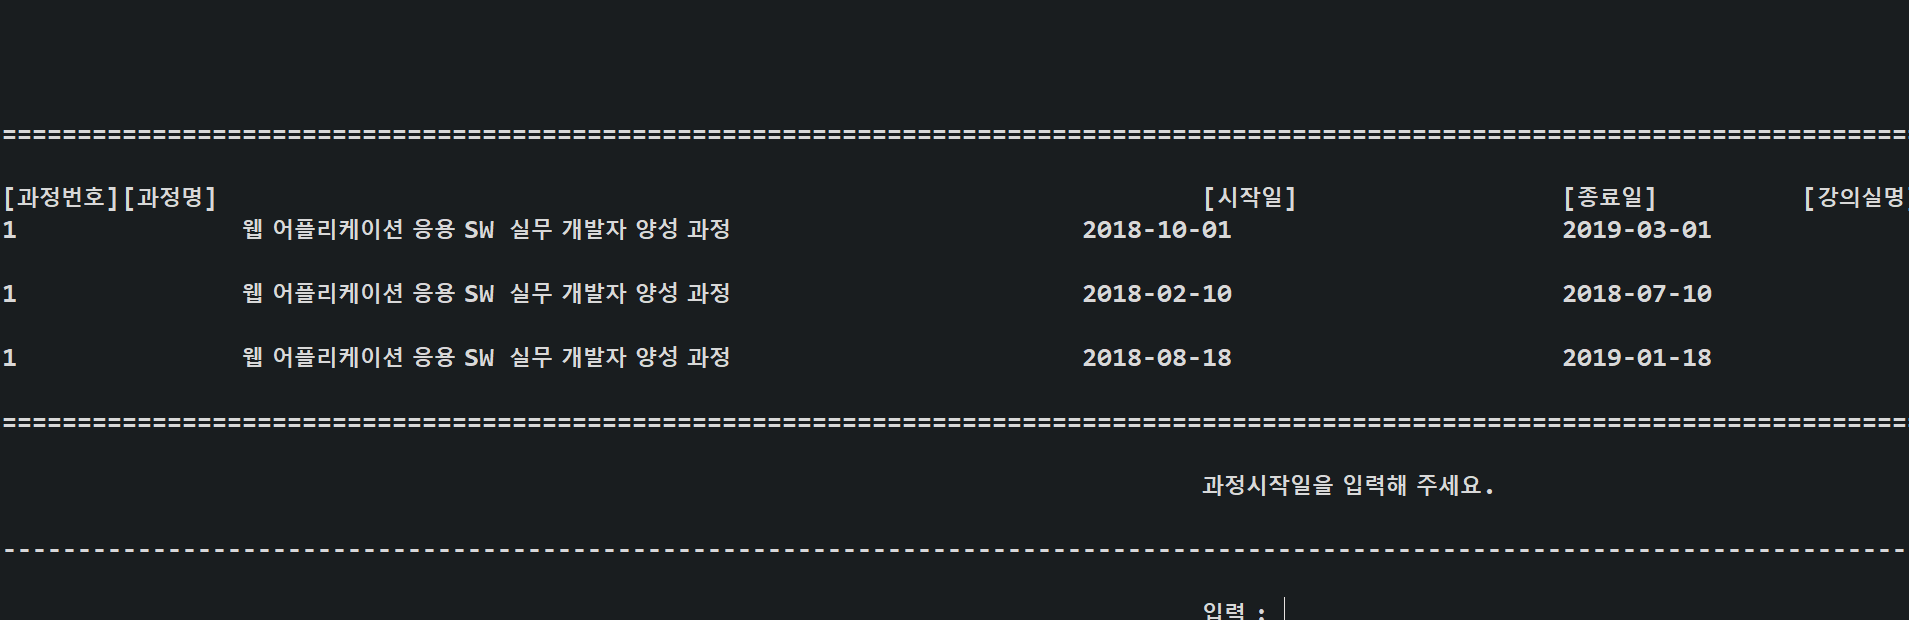 ================================================================================================================================
[과정번호][과정명] [시작일] [종료일] [강의실명]
1 웹 어플리케이션 응용 SW 실무 개발자 양성 과정 2018-10-01 2019-03-01
1 웹 어플리케이션 응용 SW 실무 개발자 양성 과정 2018-02-10 2018-07-10
1 웹 어플리케이션 응용 SW 실무 개발자 양성 과정 2018-08-18 2019-01-18
================================================================================================================================
과정시작일을 입력해 주세요.
--------------------------------------------------------------------------------------------------------------------------------
입력 :